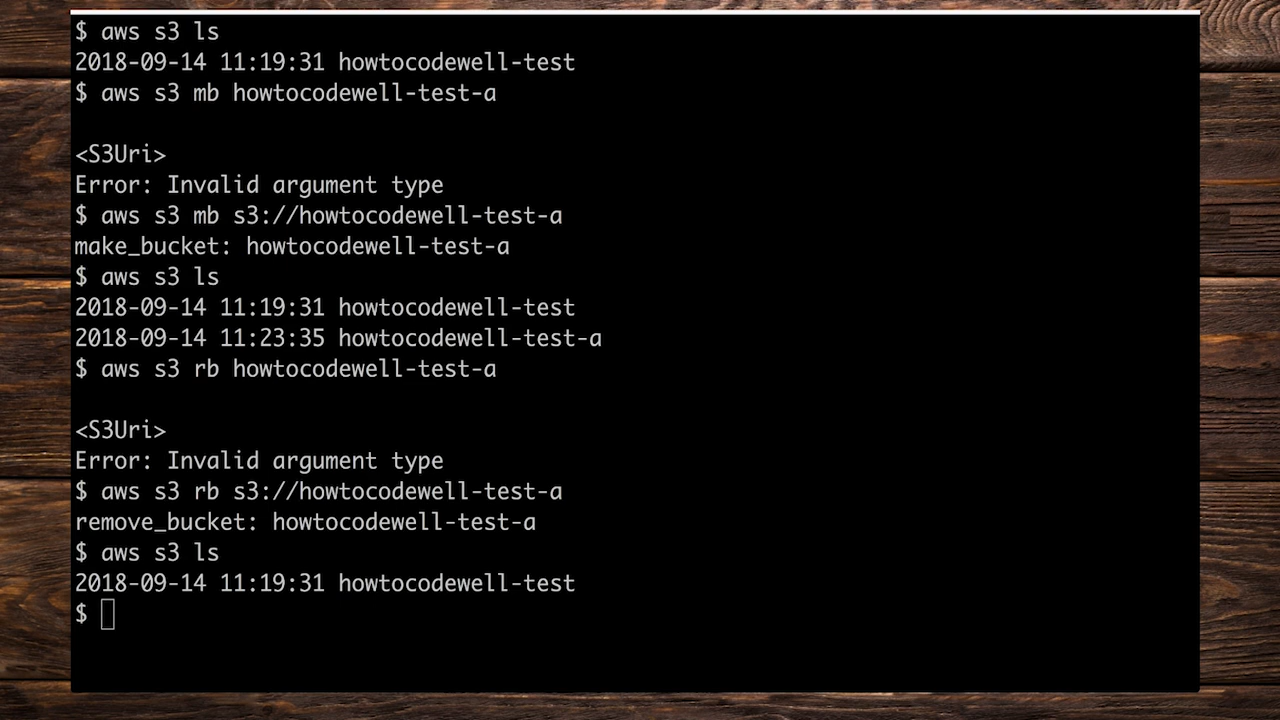 $ aws s3 ls
2018-09-14 11:19:31 howtocodewell-test
$ aws s3 mb howtocodewell-test-a
<S3Uri>
Error: Invalid argument type
$ aws s3 mb s3://howtocodewell-test-a
make_bucket: howtocodewell-test-a
$ aws s3 ls
2018-09-14 11:19:31 howtocodewell-test
2018-09-14 11:23:35 howtocodewell-test-a
$ aws s3 rb howtocodewell-test-a
<S3Uri>
Error: Invalid argument type
$ aws s3 rb s3://howtocodewell-test-a
remove_bucket: howtocodewell-test-a
$ aws s3 ls
2018-09-14 11:19:31 howtocodewell-test
$